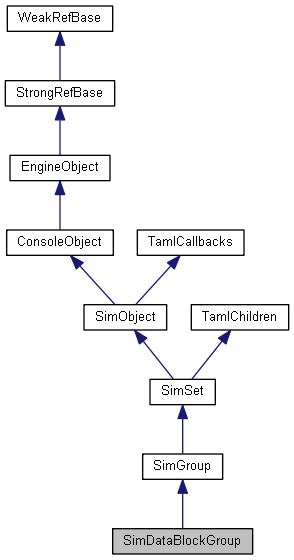 WeakRefBase
StrongRefBase
EngineObject
ConsoleObject
TamlCallbacks
SimObject
TamlChildren
SimSet
SimGroup
SimDataBlockGroup